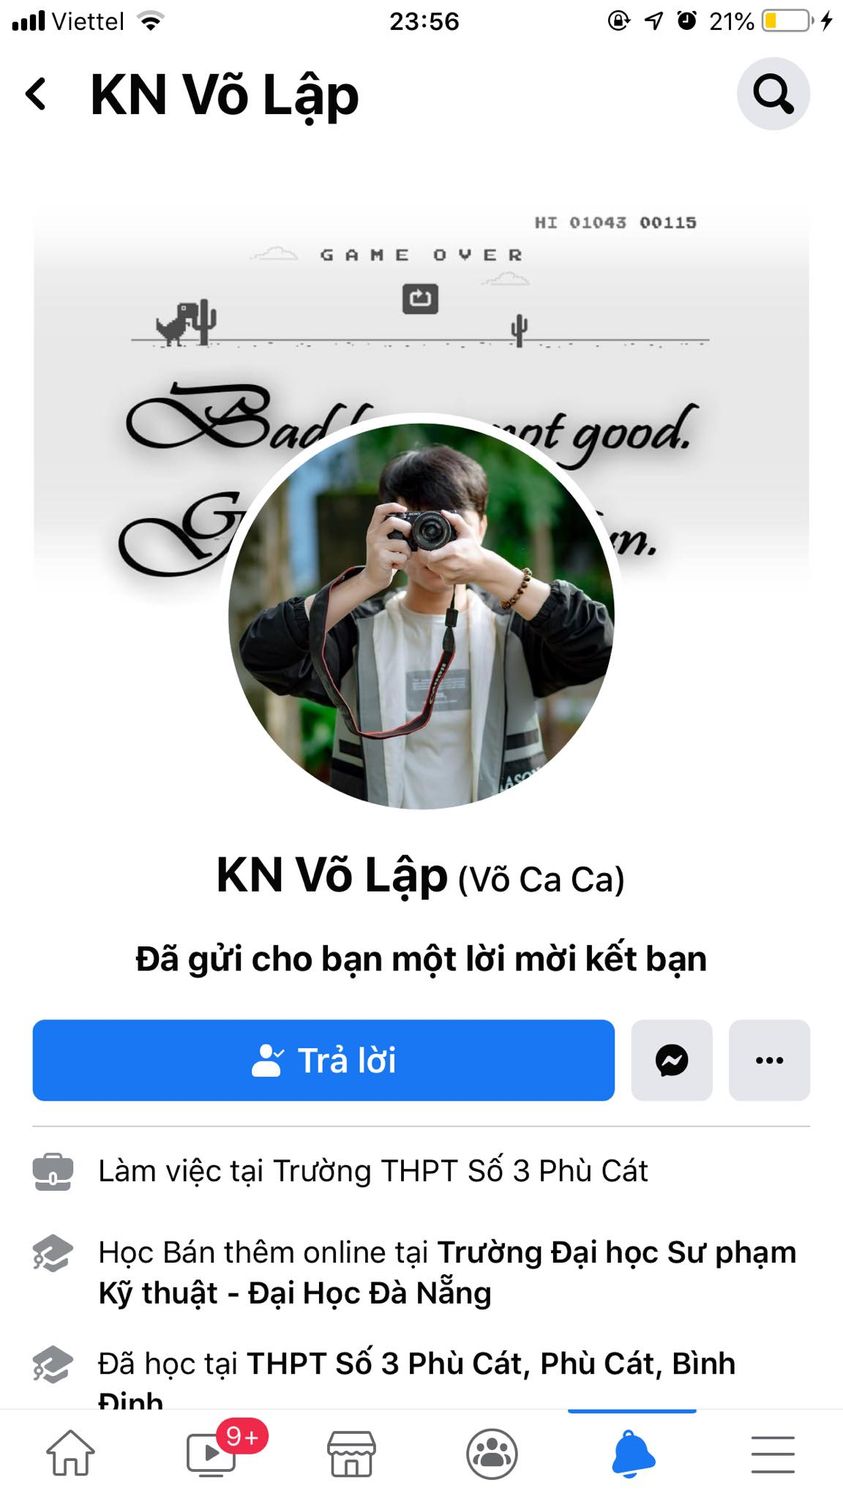 Viettel 23:56 21%
KN Võ Lập
HI 01043 00115
GAME OVER
Bad not good.
KN Võ Lập (Võ Ca Ca)
Đã gửi cho bạn một lời mời kết bạn
Trả lời
Làm việc tại Trường THPT Số 3 Phù Cát
Học Bán thêm online tại Trường Đại học Sư phạm
Kỹ thuật - Đại Học Đà Nẵng
Đã học tại THPT Số 3 Phù Cát, Phù Cát, Bình
Định
9+